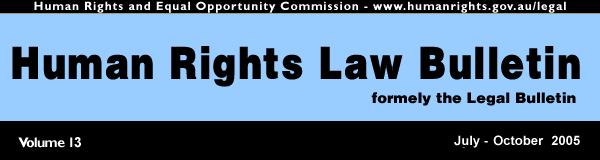 Human Rights and Equal Opportunity Commission - www.humanrights.gov.au/legal
Human Rights Law Bulletin
formely the Legal Bulletin
Volume 13 July - October 2005